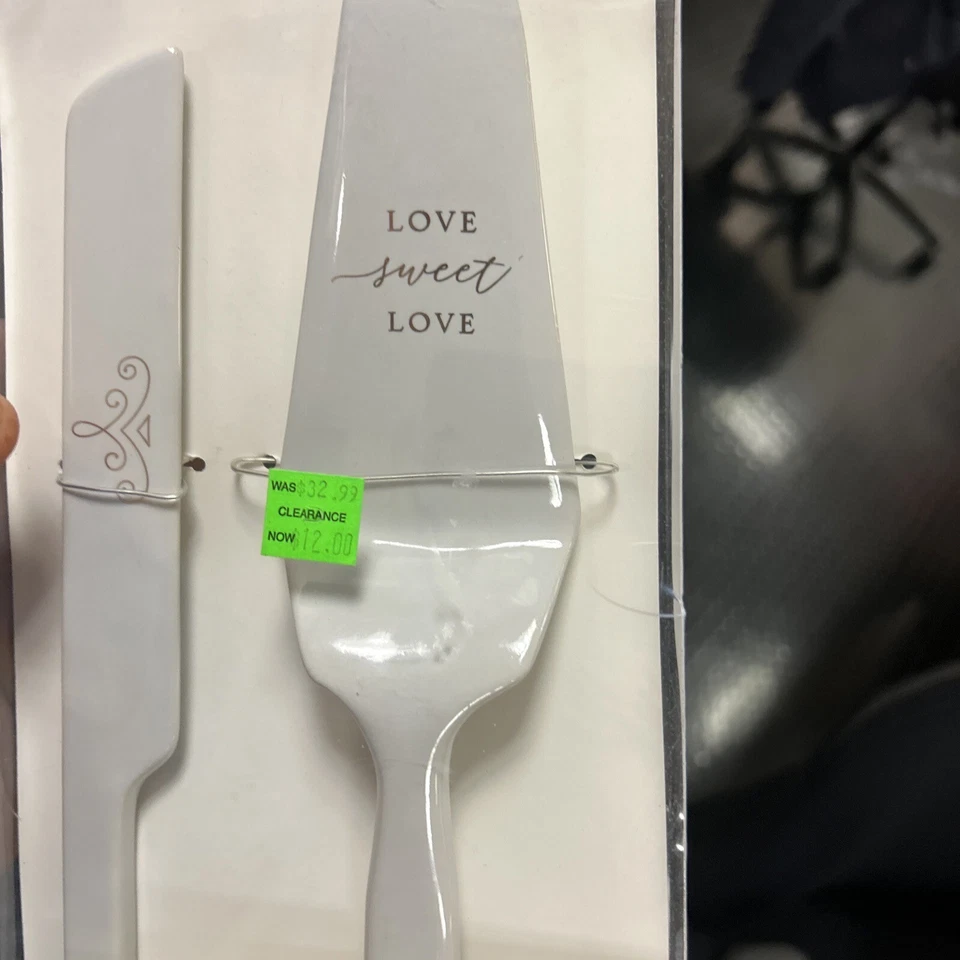 LOVE
sweet
LOVE
WAS $32.99
CLEARANCE
NOW $12.00